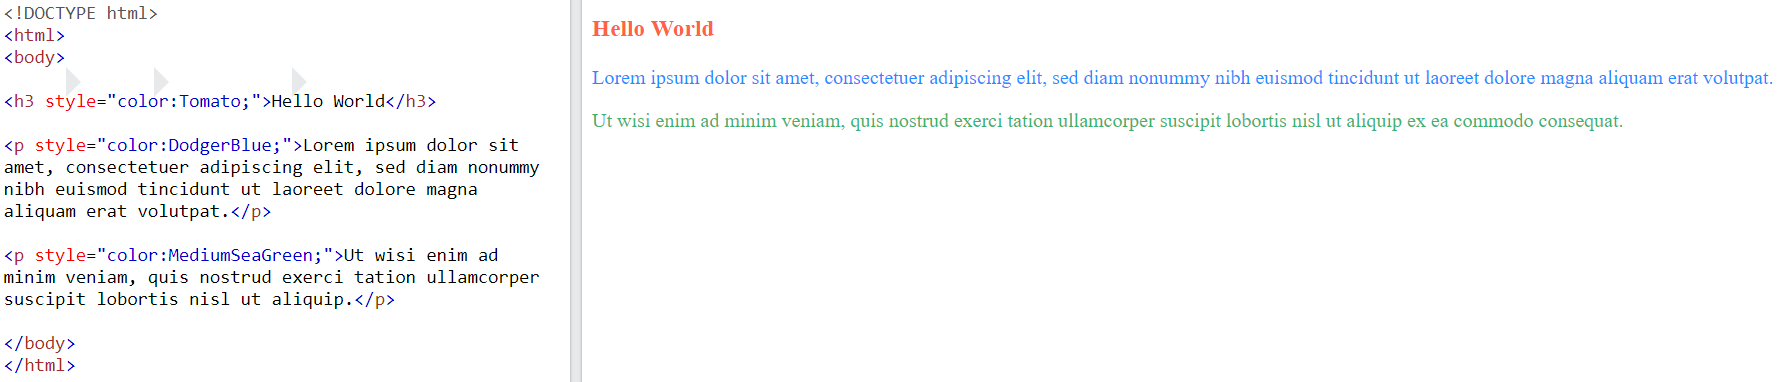 <!DOCTYPE html>
<html>
<body>
<h3 style="color:Tomato;">Hello World</h3>
<p style="color:DodgerBlue;">Lorem ipsum dolor sit
amet, consectetuer adipiscing elit, sed diam nonummy
nibh euismod tincidunt ut laoreet dolore magna
aliquam erat volutpat.</p>
<p style="color:MediumSeaGreen;">Ut wisi enim ad
minim veniam, quis nostrud exerci tation ullamcorper
suscipit lobortis nisl ut aliquip.</p>
</body>
</html>
Hello World
Lorem ipsum dolor sit amet, consectetuer adipiscing elit, sed diam nonummy nibh euismod tincidunt ut laoreet dolore magna aliquam erat volutpat.
Ut wisi enim ad minim veniam, quis nostrud exerci tation ullamcorper suscipit lobortis nisl ut aliquip ex ea commodo consequat.